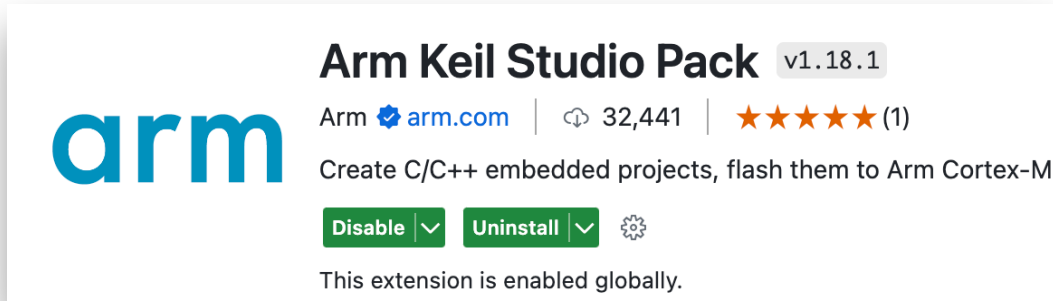 Arm Keil Studio Pack v1.18.1
arm
Arm arm.com 32,441 (1)
Create C/C++ embedded projects, flash them to Arm Cortex-M
Disable Uninstall
This extension is enabled globally.